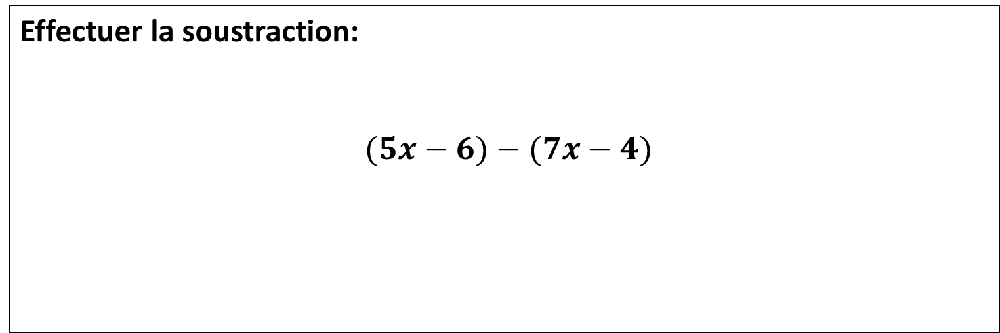 Effectuer la soustraction:
(5x − 6) − (7x − 4)